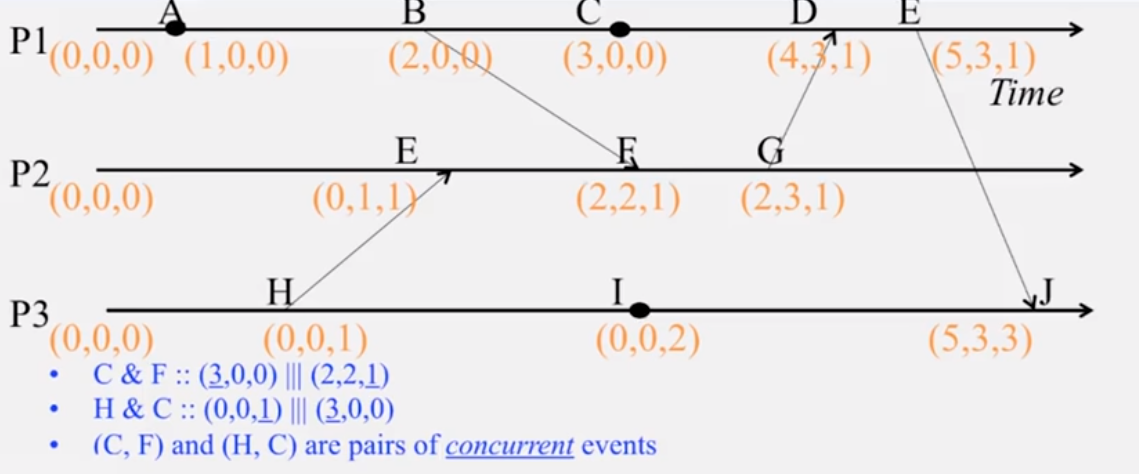 A B C D E
P1 (0,0,0) (1,0,0) (2,0,0) (3,0,0) (4,3,1) (5,3,1)
Time
E F G
P2
(0,0,0) (0,1,1) (2,2,1) (2,3,1)
H I J
P3
(0,0,0) (0,0,1) (0,0,2) (5,3,3)
• C & F :: (3,0,0) ||| (2,2,1)
• H & C :: (0,0,1) ||| (3,0,0)
• (C, F) and (H, C) are pairs of concurrent events